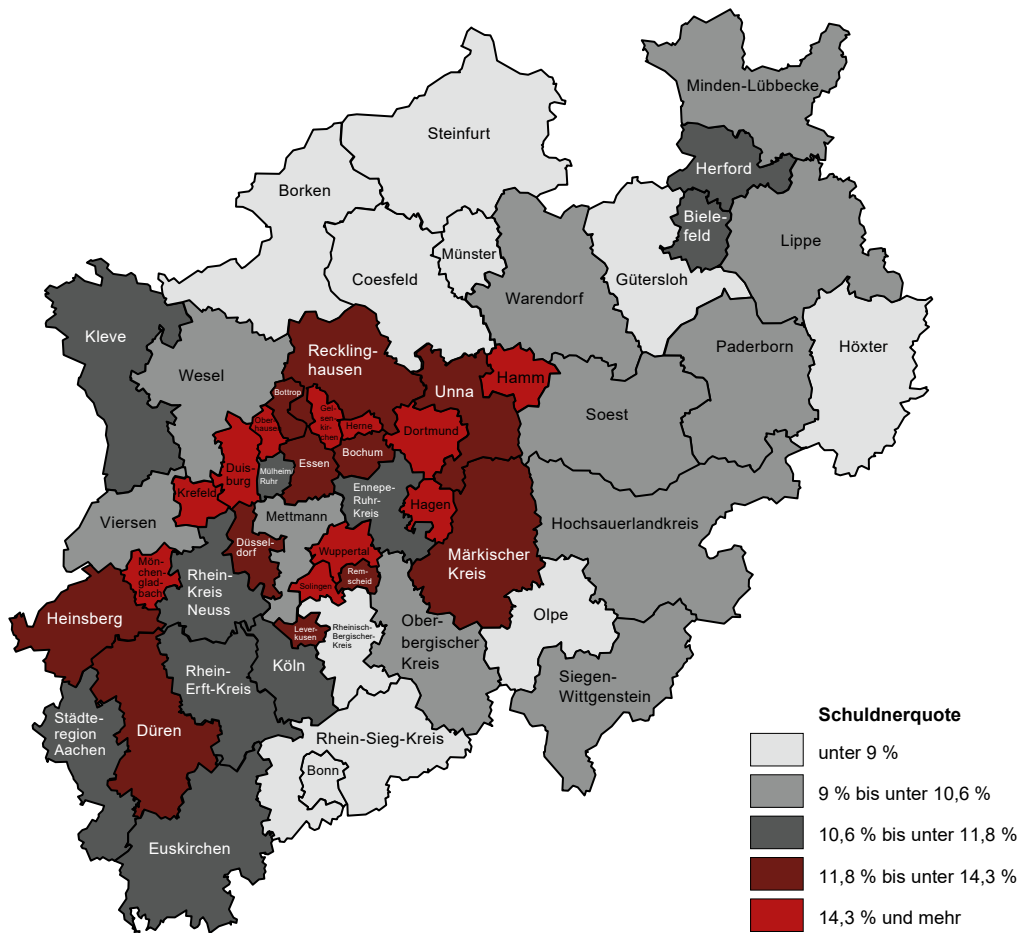 Minden-Lübbecke
Steinfurt
Herford
Borken
Biele-
feld
Lippe
Münster
Coesfeld
Gütersloh
Warendorf
Kleve
Paderborn
Höxter
Reckling-
hausen
Wesel
Unna
Hamm
Bottrop
Soest
Gel-
sen
kir-
chen
Ober
hausen
Herne
Dortmund
Bochum
Essen
Duis-
burg
Mülheim
Ruhr
Ennepe-
Ruhr-
Kreis
Krefeld
Hagen
Mettmann
Viersen
Hochsauerlandkreis
Düssel-
dorf
Wuppertal
Märkischer
Kreis
Mön-
chen-
glad-
bach
Rhein-
Kreis
Neuss
Rem-
scheid
Solingen
Heinsberg
Olpe
Ober-
bergischer
Kreis
Lever-
kusen
Rheinisch-
Bergischer-
Kreis
Köln
Rhein-
Erft-Kreis
Siegen-
Wittgenstein
Städte-
region
Aachen
Düren
Rhein-Sieg-Kreis
Bonn
Euskirchen
Schuldnerquote
unter 9 %
9 % bis unter 10,6 %
10,6 % bis unter 11,8 %
11,8 % bis unter 14,3 %
14,3 % und mehr